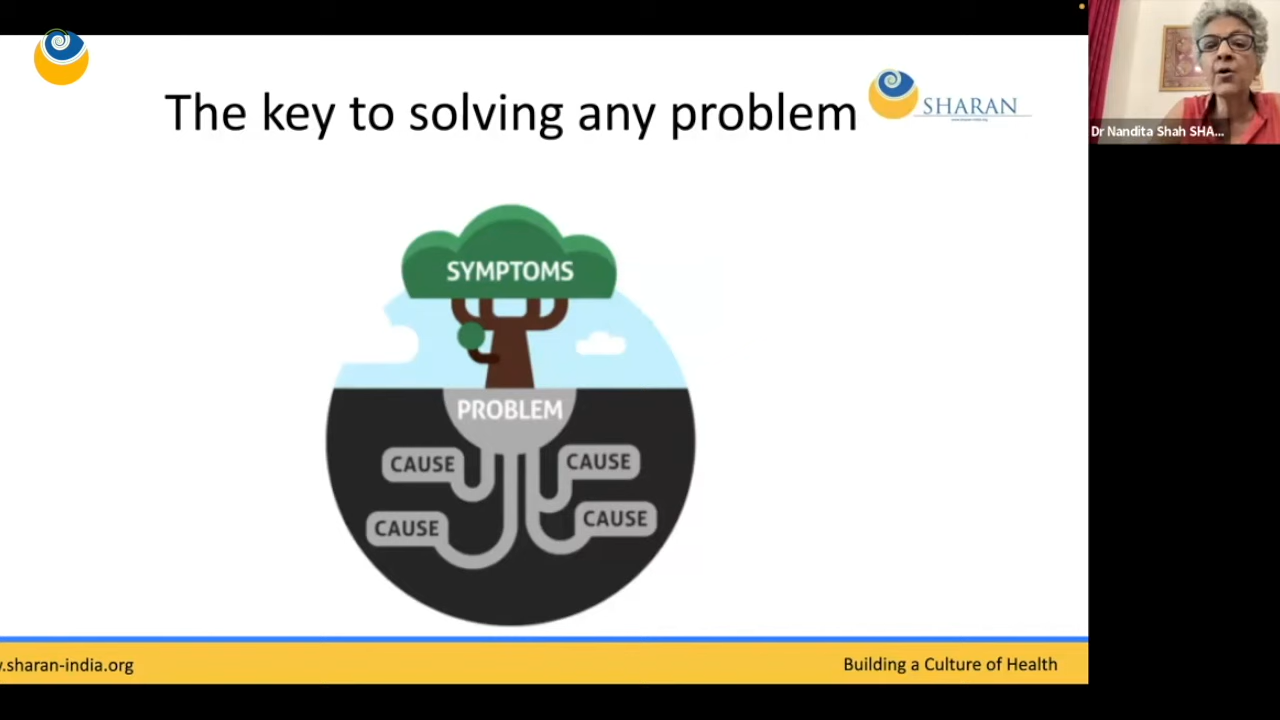 The key to solving any problem
SHARAN
Dr Nandita Shah SHA...
SYMPTOMS
PROBLEM
CAUSE
CAUSE
CAUSE
CAUSE
.sharan-india.org
Building a Culture of Health